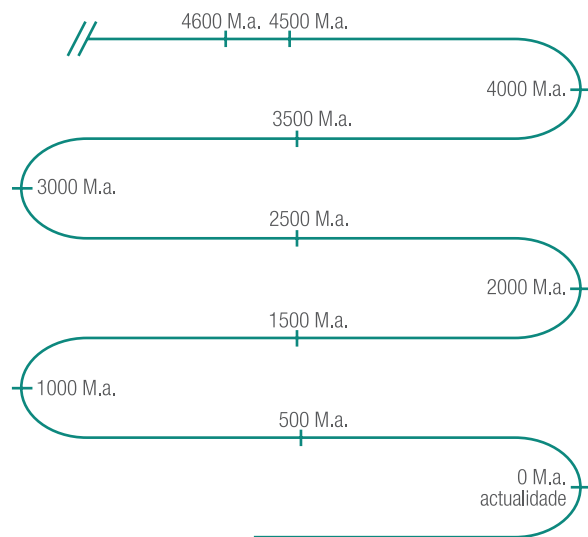 4600 M.a. 4500 M.a.
4000 M.a.
3500 M.a.
3000 M.a.
2500 M.a.
2000 M.a.
1500 M.a.
1000 M.a.
500 M.a.
0 M.a.
actualidade